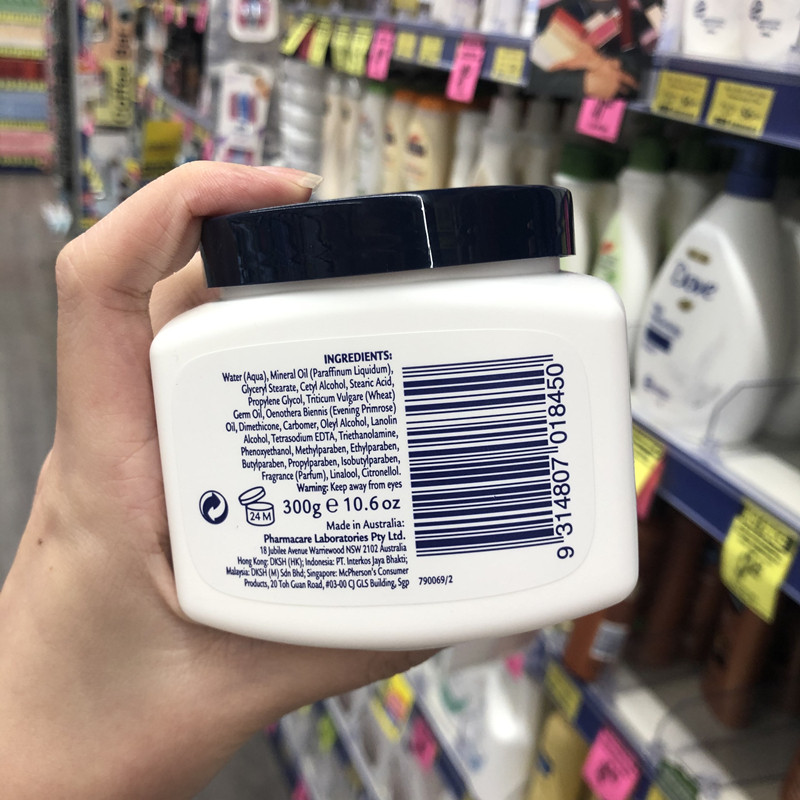 INGREDIENTS:
Water (Aqua), Mineral Oil (Paraffinum Liquidum),
Glyceryl Stearate, Cetyl Alcohol, Stearic Acid,
Propylene Glycol, Triticum Vulgare (Wheat)
Germ Oil, Oenothera Biennis (Evening Primrose)
Oil, Dimethicone, Carbomer, Oleyl Alcohol, Lanolin
Alcohol, Tetrasodium EDTA, Triethanolamine,
Phenoxyethanol, Methylparaben, Ethylparaben,
Butylparaben, Propylparaben, Isobutylparaben,
Fragrance (Parfum), Linalool, Citronellol.
Warning: Keep away from eyes
24 M
300g e 10.6 oz
Made in Australia:
Pharmacare Laboratories Pty Ltd.
18 Jubilee Avenue Warriewood NSW 2102 Australia
Hong Kong: DKSH (HK); Indonesia: PT. Interkos Jaya Bhakti;
Malaysia: DKSH (M) Sdn Bhd; Singapore: McPherson's Consumer
Products, 20 Toh Guan Road, #03-00 CJ GLS Building, Sgp
790069/2
9 314807 018450
Dove